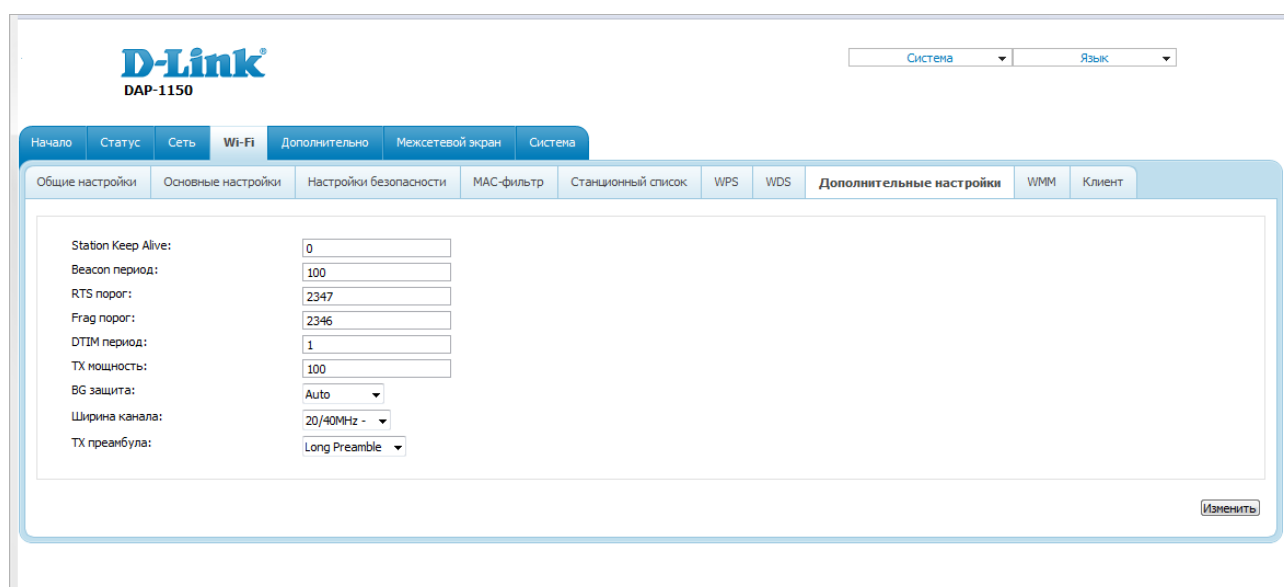 D-Link®
DAP-1150
Система Язык
Начало Статус Сеть Wi-Fi Дополнительно Межсетевой экран Система
Общие настройки Основные настройки Настройки безопасности MAC-фильтр Станционный список WPS WDS Дополнительные настройки WMM Клиент
Station Keep Alive: 0
Beacon период: 100
RTS порог: 2347
Frag порог: 2346
DTIM период: 1
TX мощность: 100
BG защита: Auto
Ширина канала: 20/40MHz -
TX преамбула: Long Preamble
Изменить